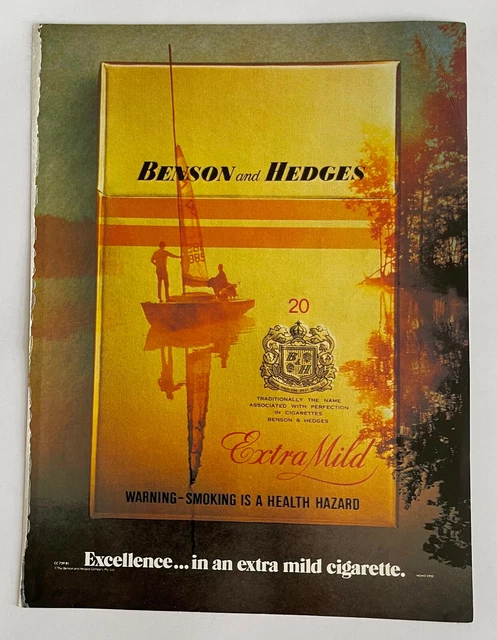 BENSON and HEDGES
20
B H
TRADITIONALLY THE NAME
ASSOCIATED WITH PERFECTION
IN CIGARETTES
BENSON & HEDGES
Extra Mild
WARNING-SMOKING IS A HEALTH HAZARD
Excellence...in an extra mild cigarette.